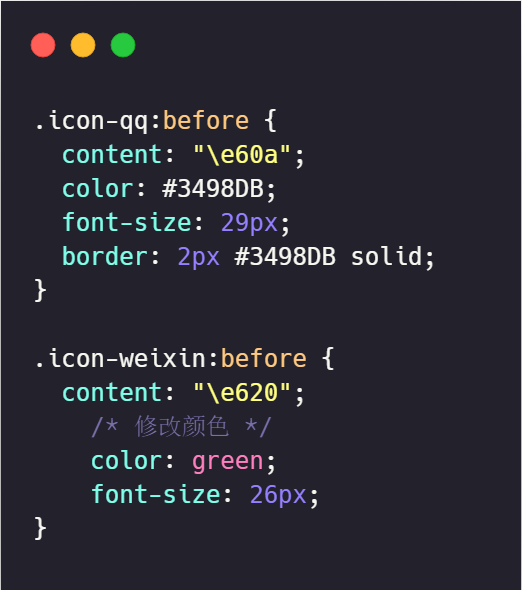 .icon-qq:before {
  content: "\e60a";
  color: #3498DB;
  font-size: 29px;
  border: 2px #3498DB solid;
}

.icon-weixin:before {
  content: "\e620";
    /* 修改颜色 */
    color: green;
    font-size: 26px;
}